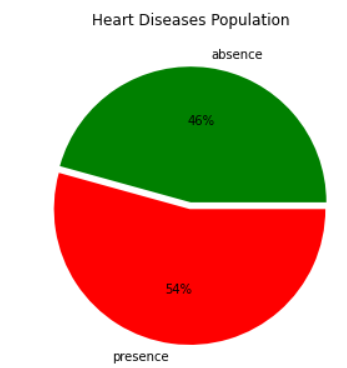 Heart Diseases Population
absence
46%
54%
presence